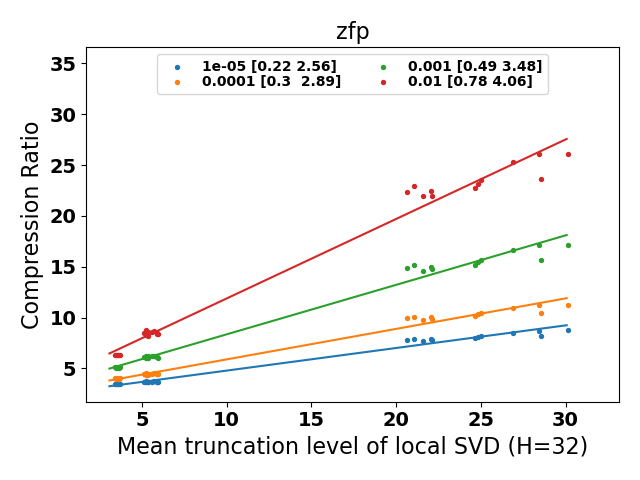 zfp
1e-05 [0.22 2.56]
0.0001 [0.3  2.89]
0.001 [0.49 3.48]
0.01 [0.78 4.06]
Compression Ratio
35
30
25
20
15
10
5
5 10 15 20 25 30
Mean truncation level of local SVD (H=32)